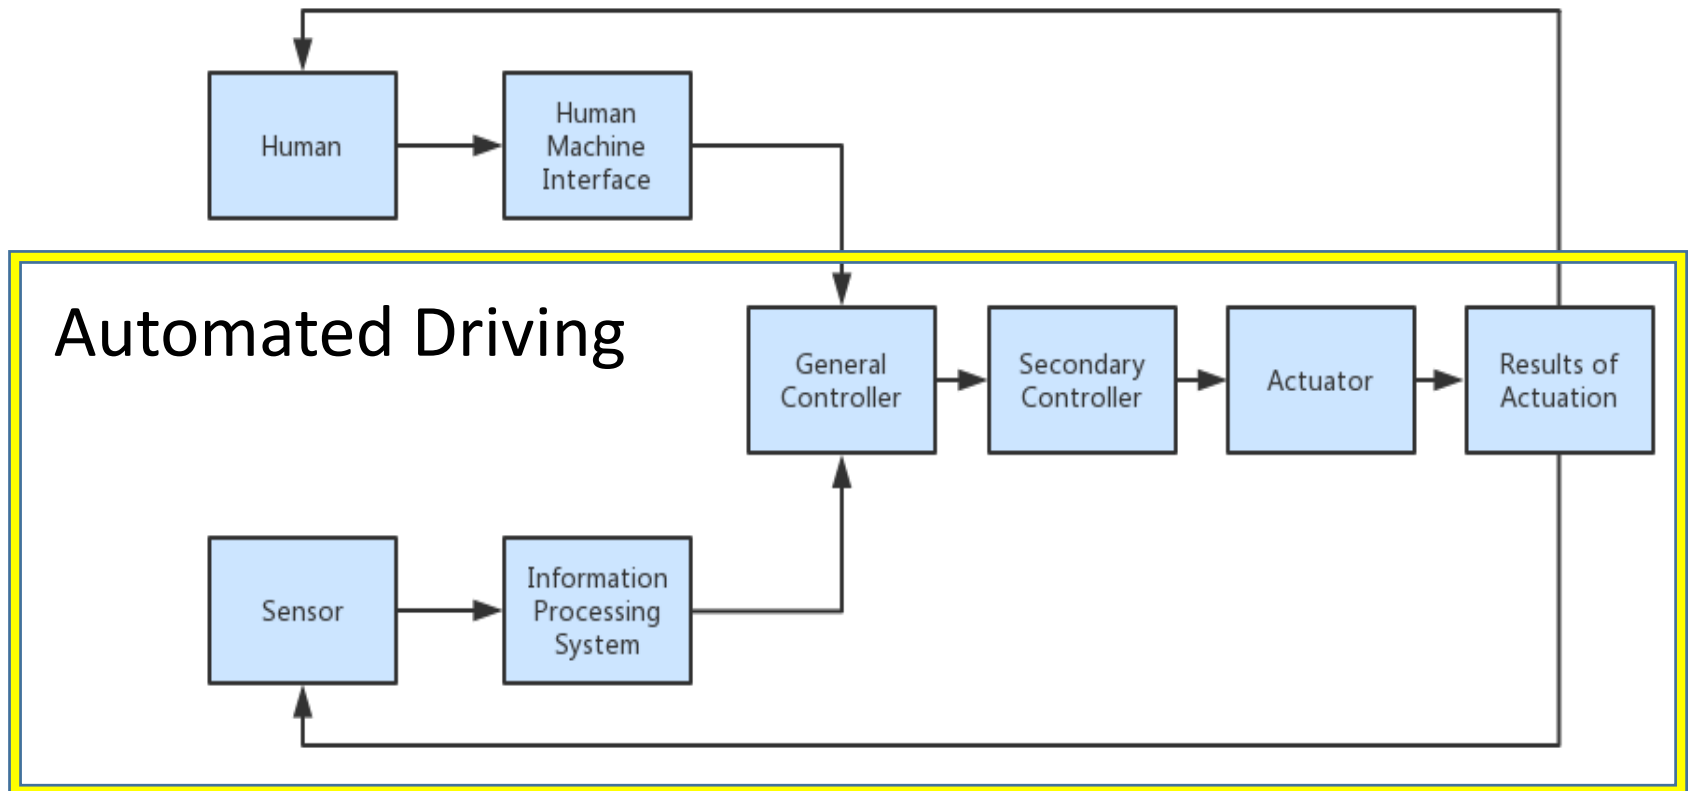 Human
Human
Machine
Interface
Automated Driving
General
Controller
Secondary
Controller
Actuator
Results of
Actuation
Sensor
Information
Processing
System